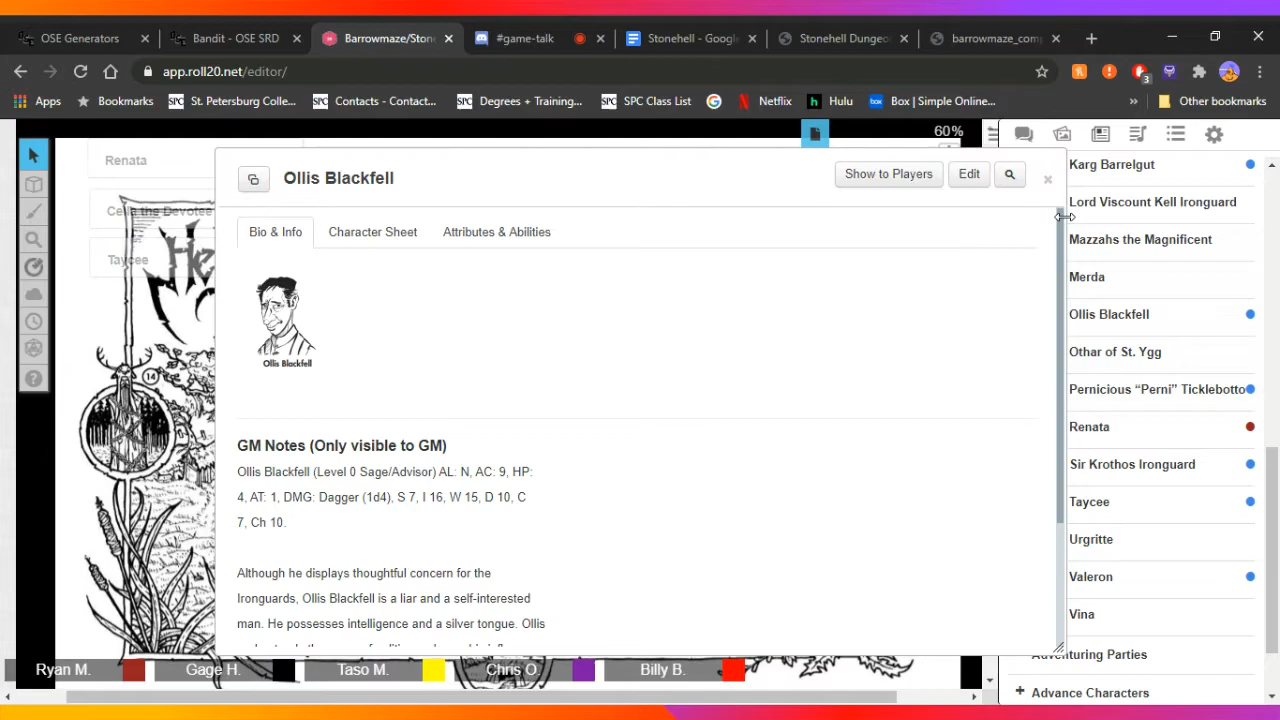 OSE Generators
Bandit - OSE SRD
Barrowmaze/Stone
#game-talk
Stonehell - Google
Stonehell Dungeo
barrowmaze_comp
app.roll20.net/editor/
3
Apps
Bookmarks
St. Petersburg Colle...
Contacts - Contact...
Degrees + Training...
SPC Class List
Netflix
Hulu
Box | Simple Online...
Other bookmarks
60%
Renata
Celia the Devotee
Taycee
14
Ollis Blackfell
Show to Players
Edit
Bio & Info
Character Sheet
Attributes & Abilities
Ollis Blackfell
GM Notes (Only visible to GM)
Ollis Blackfell (Level 0 Sage/Advisor) AL: N, AC: 9, HP:
4, AT: 1, DMG: Dagger (1d4), S 7, I 16, W 15, D 10, C
7, Ch 10.
Although he displays thoughtful concern for the
Ironguards, Ollis Blackfell is a liar and a self-interested
man. He possesses intelligence and a silver tongue. Ollis
Karg Barrelgut
Lord Viscount Kell Ironguard
Mazzahs the Magnificent
Merda
Ollis Blackfell
Othar of St. Ygg
Pernicious “Perni” Ticklebotto
Renata
Sir Krothos Ironguard
Taycee
Urgritte
Valeron
Vina
Adventuring Parties
Advance Characters
Ryan M.
Gage H.
Taso M.
Chris O.
Billy B.